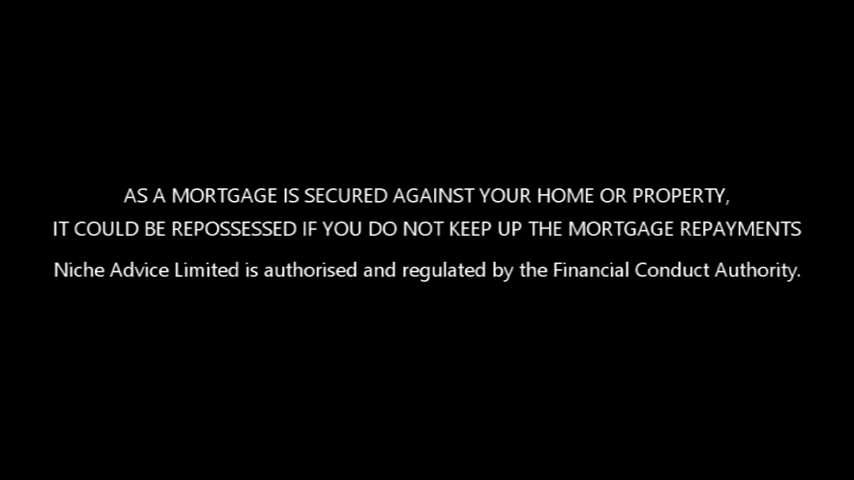 AS A MORTGAGE IS SECURED AGAINST YOUR HOME OR PROPERTY,
IT COULD BE REPOSSESSED IF YOU DO NOT KEEP UP THE MORTGAGE REPAYMENTS
Niche Advice Limited is authorised and regulated by the Financial Conduct Authority.